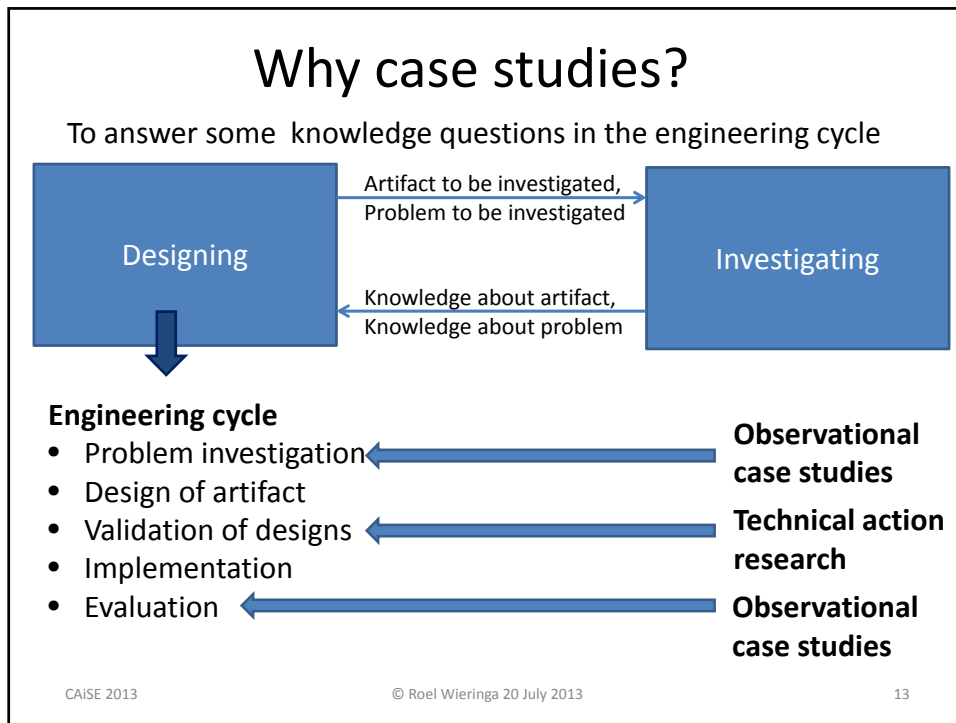 Why case studies?
To answer some knowledge questions in the engineering cycle
Designing
Artifact to be investigated,
Problem to be investigated
Knowledge about artifact,
Knowledge about problem
Investigating
Engineering cycle
• Problem investigation
• Design of artifact
• Validation of designs
• Implementation
• Evaluation
Observational
case studies
Technical action
research
Observational
case studies
CAiSE 2013
© Roel Wieringa 20 July 2013
13